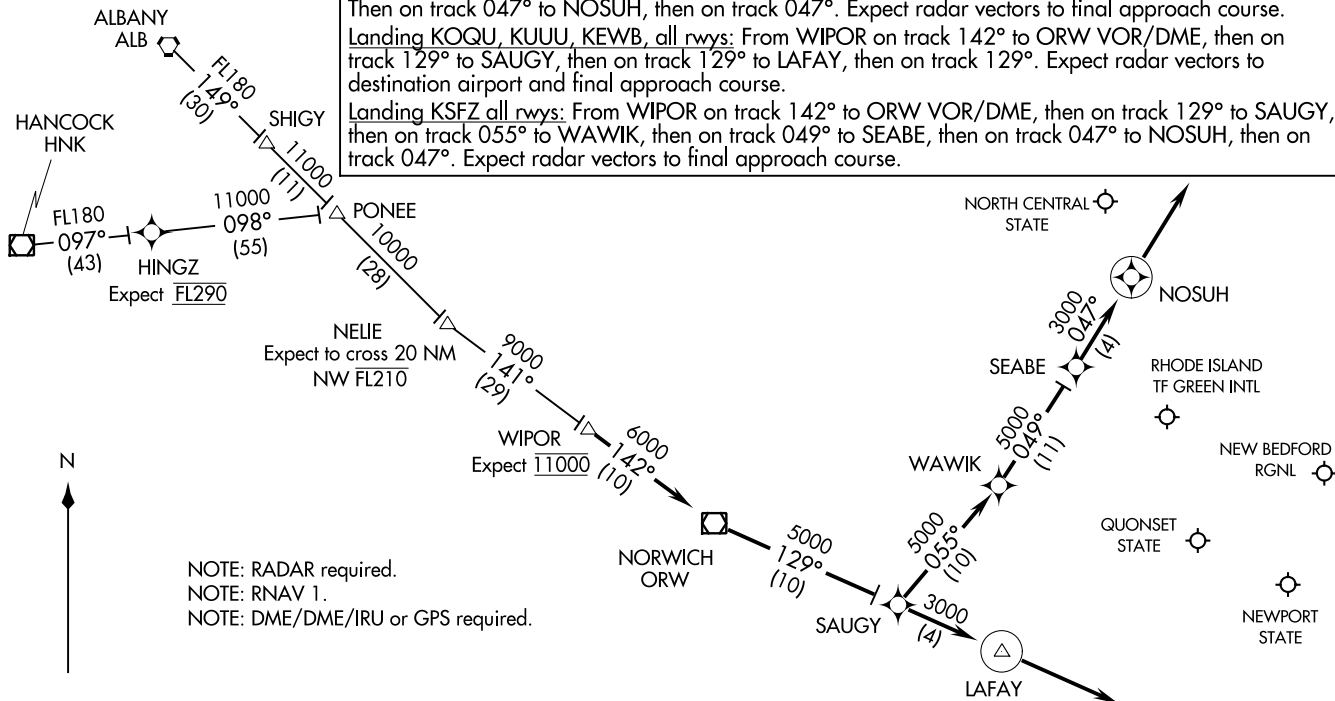 Then on track 047° to NOSUH, then on track 047°. Expect radar vectors to final approach course.
Landing KOQU, KUUU, KEWB, all rwys: From WIPOR on track 142° to ORW VOR/DME, then on
track 129° to SAUGY, then on track 129° to LAFAY, then on track 129°. Expect radar vectors to
destination airport and final approach course.
Landing KSFZ all rwys: From WIPOR on track 142° to ORW VOR/DME, then on track 129° to SAUGY,
then on track 055° to WAWIK, then on track 049° to SEABE, then on track 047° to NOSUH, then on
track 047°. Expect radar vectors to final approach course.
ALBANY
ALB
FL180
149°
(30)
SHIGY
11000
(11)
HANCOCK
HNK
FL180
097°
(43)
HINGZ
Expect FL290
11000
098°
(55)
PONEE
10000
(28)
NELIE
Expect to cross 20 NM
NW FL210
9000
141°
(29)
WIPOR
Expect 11000
6000
142°
(10)
NORWICH
ORW
5000
129°
(10)
SAUGY
3000
(4)
LAFAY
5000
055°
(10)
WAWIK
5000
049°
(11)
SEABE
3000
047°
(4)
NOSUH
NORTH CENTRAL
STATE
RHODE ISLAND
TF GREEN INTL
NEW BEDFORD
RGNL
QUONSET
STATE
NEWPORT
STATE
N
NOTE: RADAR required.
NOTE: RNAV 1.
NOTE: DME/DME/IRU or GPS required.